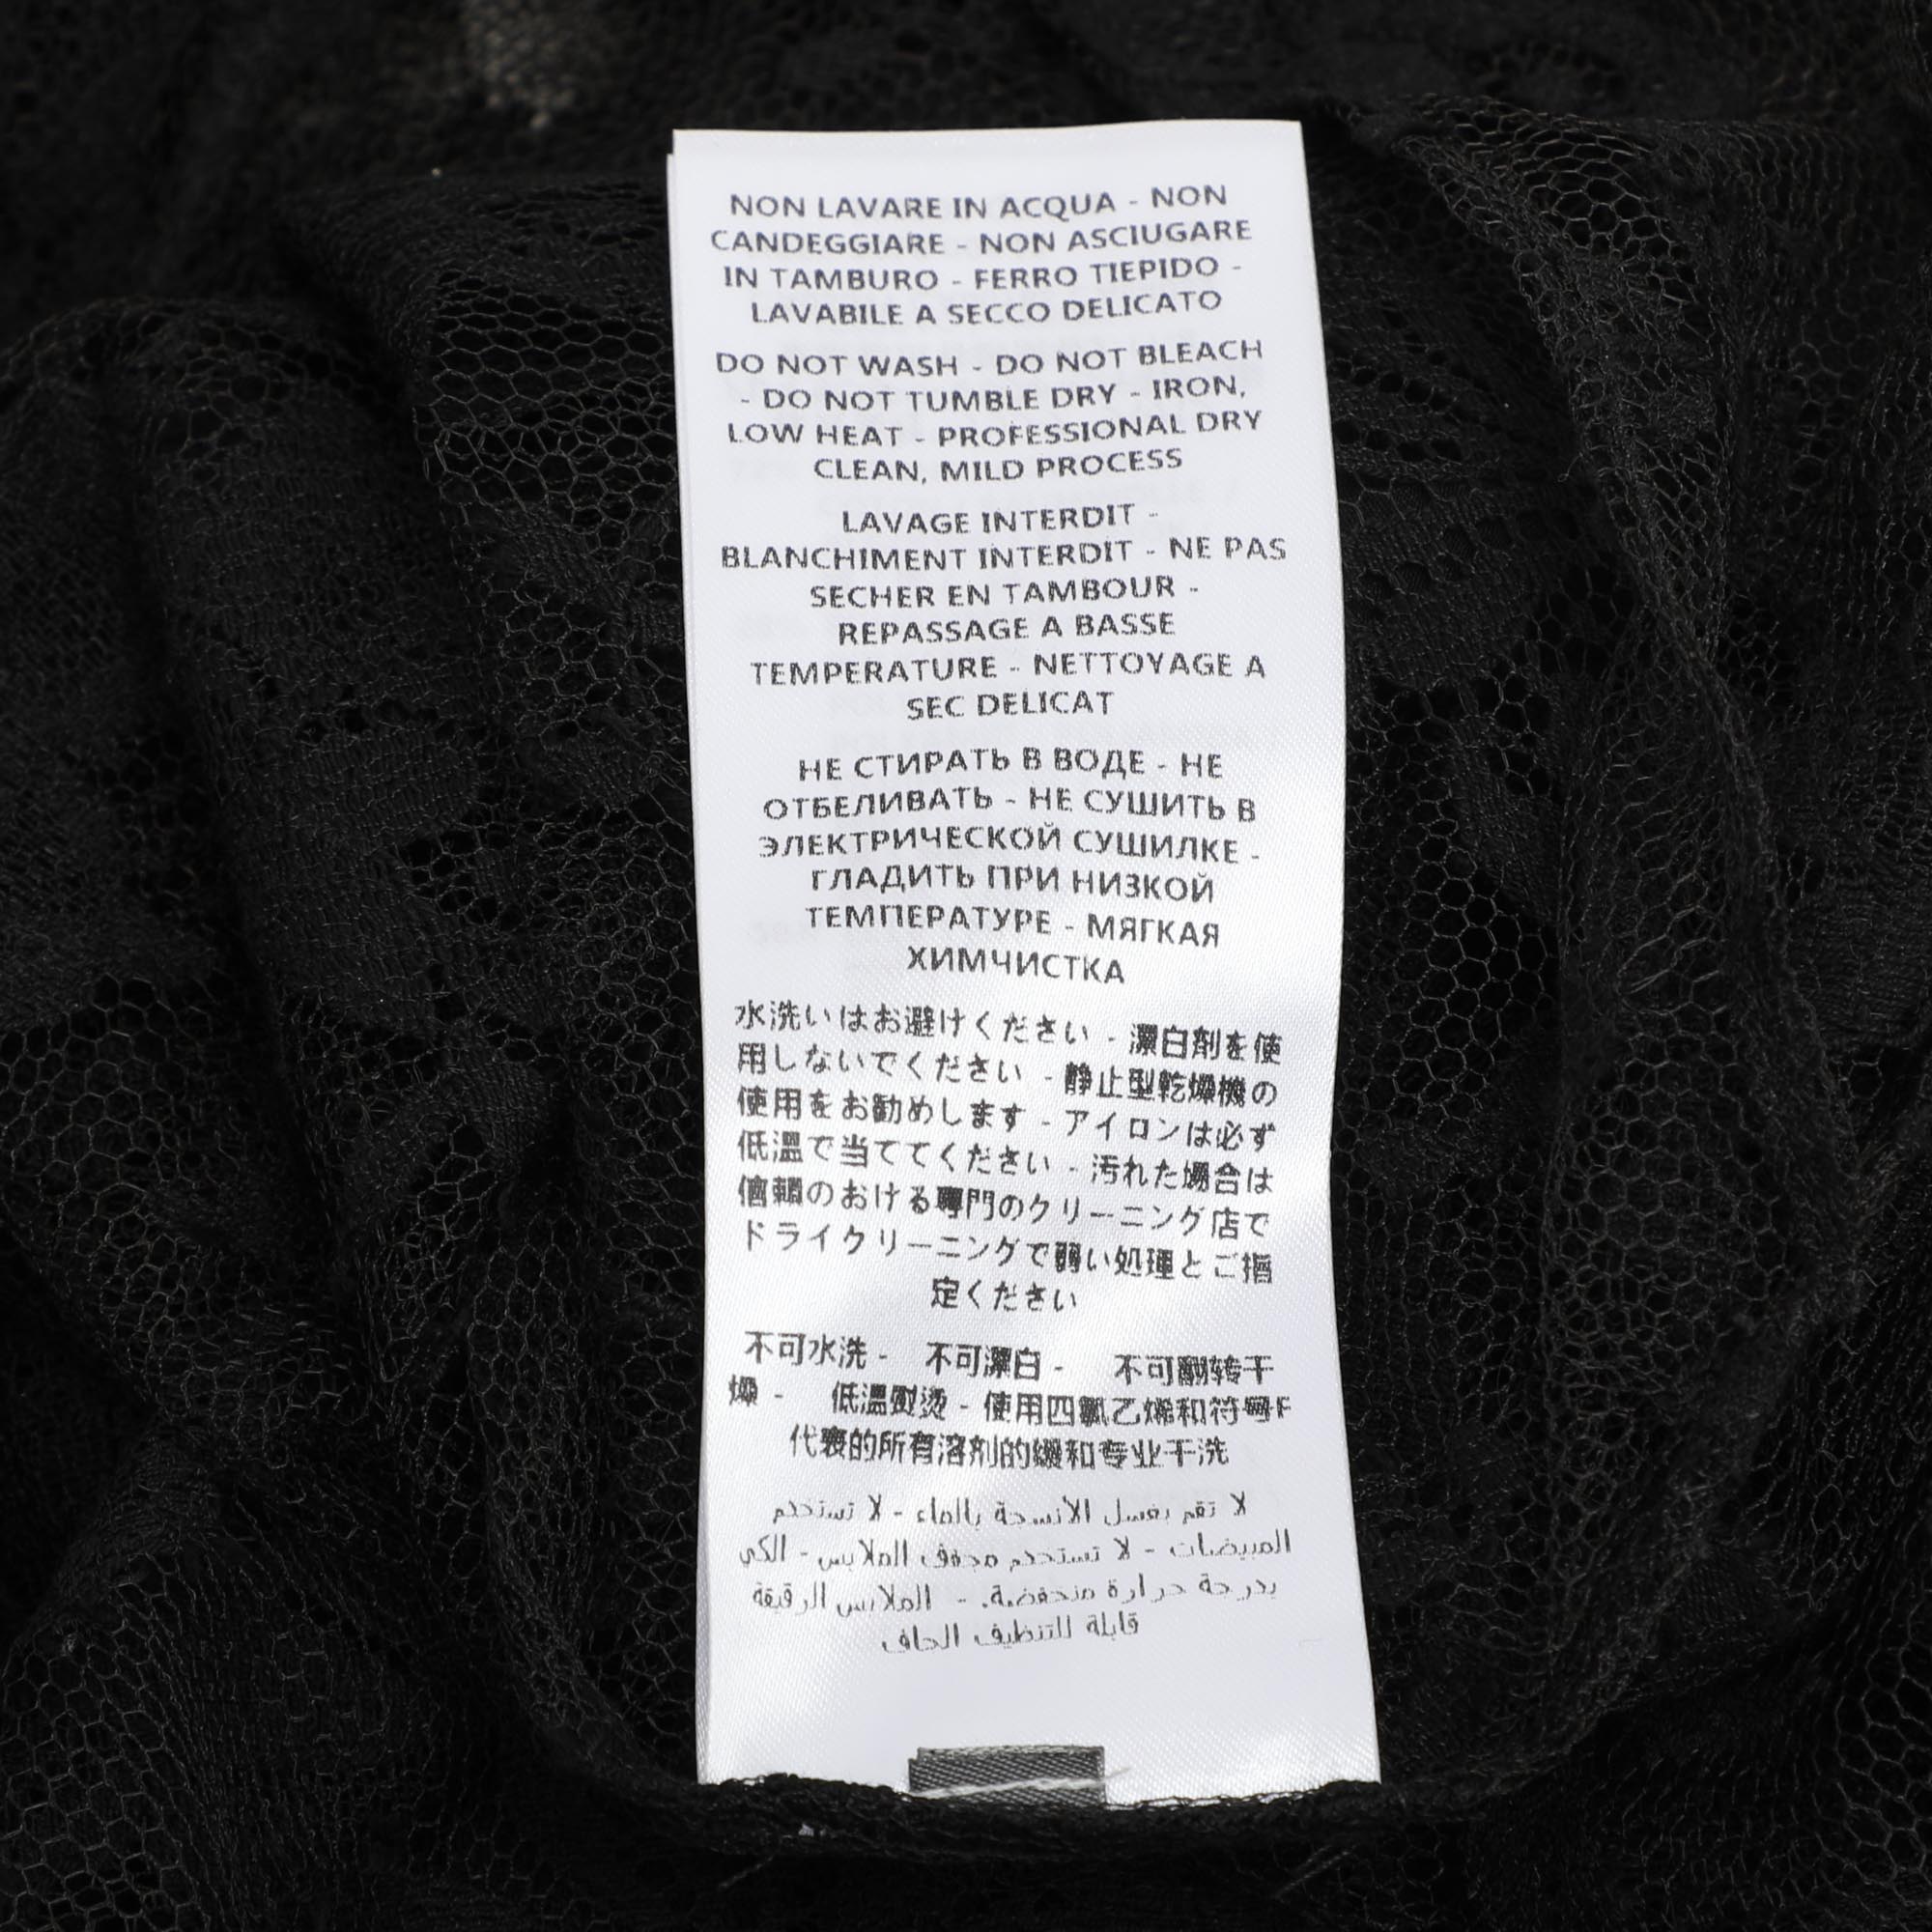 NON LAVARE IN ACQUA - NON
CANDEGGIARE - NON ASCIUGARE
IN TAMBURO - FERRO TIEPIDO -
LAVABILE A SECCO DELICATO
DO NOT WASH - DO NOT BLEACH
- DO NOT TUMBLE DRY - IRON,
LOW HEAT - PROFESSIONAL DRY
CLEAN, MILD PROCESS
LAVAGE INTERDIT -
BLANCHIMENT INTERDIT - NE PAS
SECHER EN TAMBOUR -
REPASSAGE A BASSE
TEMPERATURE - NETTOYAGE A
SEC DELICAT
НЕ СТИРАТЬ В ВОДЕ - НЕ
ОТБЕЛИВАТЬ - НЕ СУШИТЬ В
ЭЛЕКТРИЧЕСКОЙ СУШИЛКЕ -
ГЛАДИТЬ ПРИ НИЗКОЙ
ТЕМПЕРАТУРЕ - МЯГКАЯ
ХИМЧИСТКА
水洗いはお避けください - 漂白剤を使
用しないでください - 静止型乾燥機の
使用をお勧めします - アイロンは必ず
低温で当ててください - 汚れた場合は
信頼のおける専門のクリーニング店で
ドライクリーニングで弱い処理とご指
定ください
不可水洗 - 不可漂白 - 不可翻转干
燥 - 低温熨烫 - 使用四氯乙烯和符号F
代表的所有溶剂的缓和专业干洗
لا تقم بغسل الأنسجة بالماء - لا تستخدم
المبيضات - لا تستخدم مجفف الملابس - الكي
بدرجة حرارة منخفضة. - الملابس الرقيقة
قابلة للتنظيف الجاف